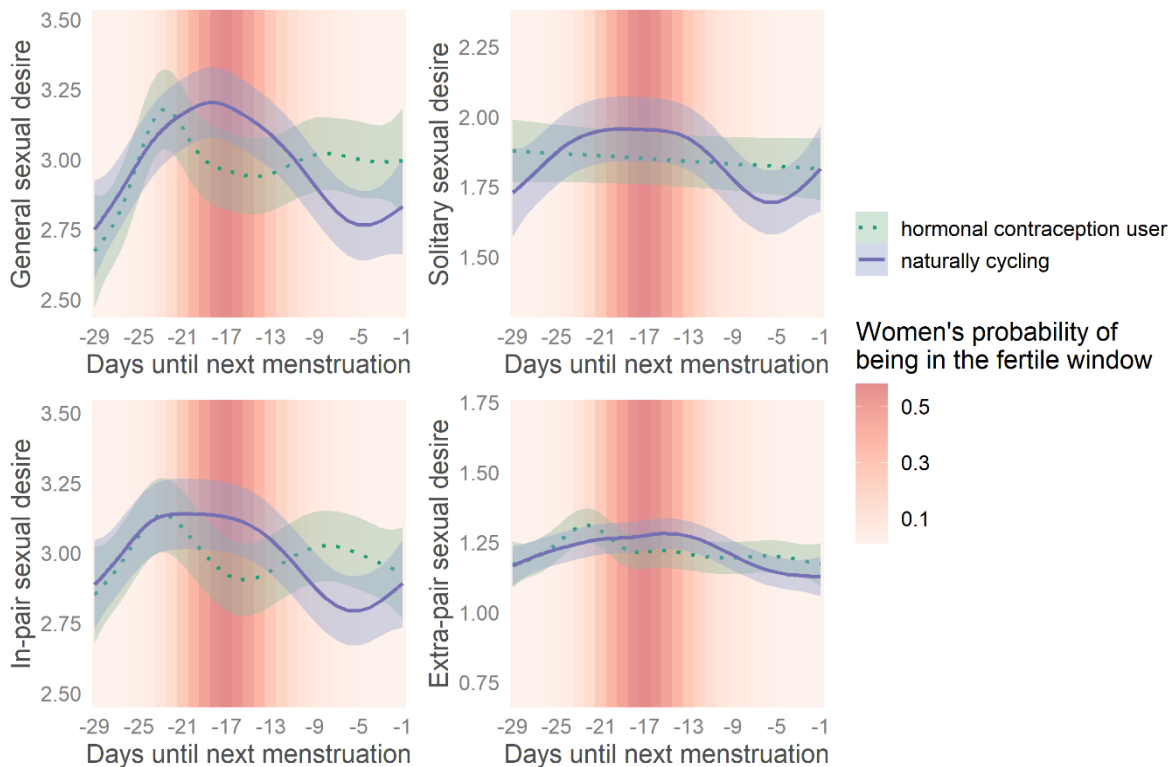 General sexual desire
3.50
3.25
3.00
2.75
2.50
-29 -25 -21 -17 -13 -9 -5 -1
Days until next menstruation
Solitary sexual desire
2.25
2.00
1.75
1.50
-29 -25 -21 -17 -13 -9 -5 -1
Days until next menstruation
In-pair sexual desire
3.50
3.25
3.00
2.75
2.50
-29 -25 -21 -17 -13 -9 -5 -1
Days until next menstruation
Extra-pair sexual desire
1.75
1.50
1.25
1.00
0.75
-29 -25 -21 -17 -13 -9 -5 -1
Days until next menstruation
hormonal contraception user
naturally cycling
Women's probability of
being in the fertile window
0.5
0.3
0.1